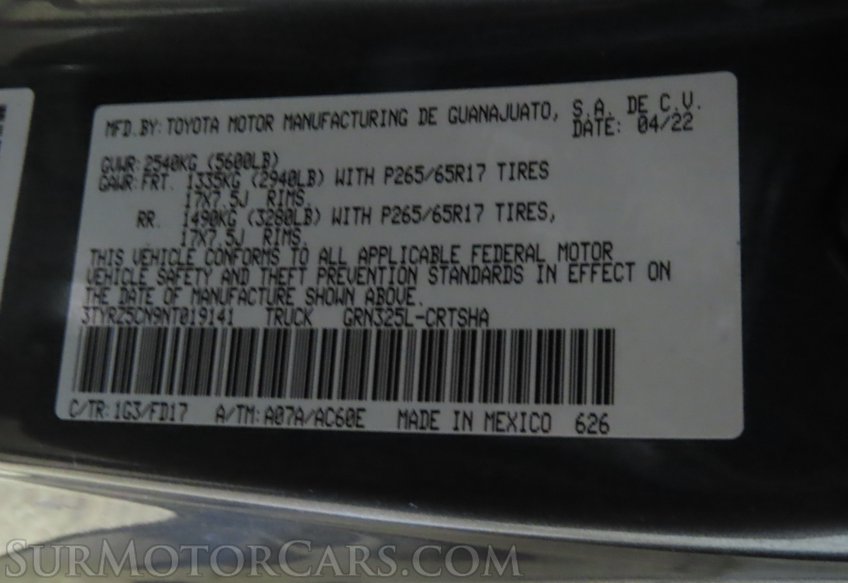 MFD.BY: TOYOTA MOTOR MANUFACTURING DE GUANAJUATO, S.A. DE C.V.
DATE: 04/22
GVWR: 2540KG (5600LB)
GAWR: FRT. 1335KG (2940LB) WITH P265/65R17 TIRES
17X7.5J RIMS.
RR. 1490KG (3280LB) WITH P265/65R17 TIRES,
17X7.5J RIMS.
THIS VEHICLE CONFORMS TO ALL APPLICABLE FEDERAL MOTOR
VEHICLE SAFETY AND THEFT PREVENTION STANDARDS IN EFFECT ON
THE DATE OF MANUFACTURE SHOWN ABOVE.
3TYRZ5CN9NT019141 TRUCK GRN325L-CRTSHA
C/TR: 1G3/FD17 A/TM: A07A/AC60E MADE IN MEXICO 626
SURMOTORCARS.COM